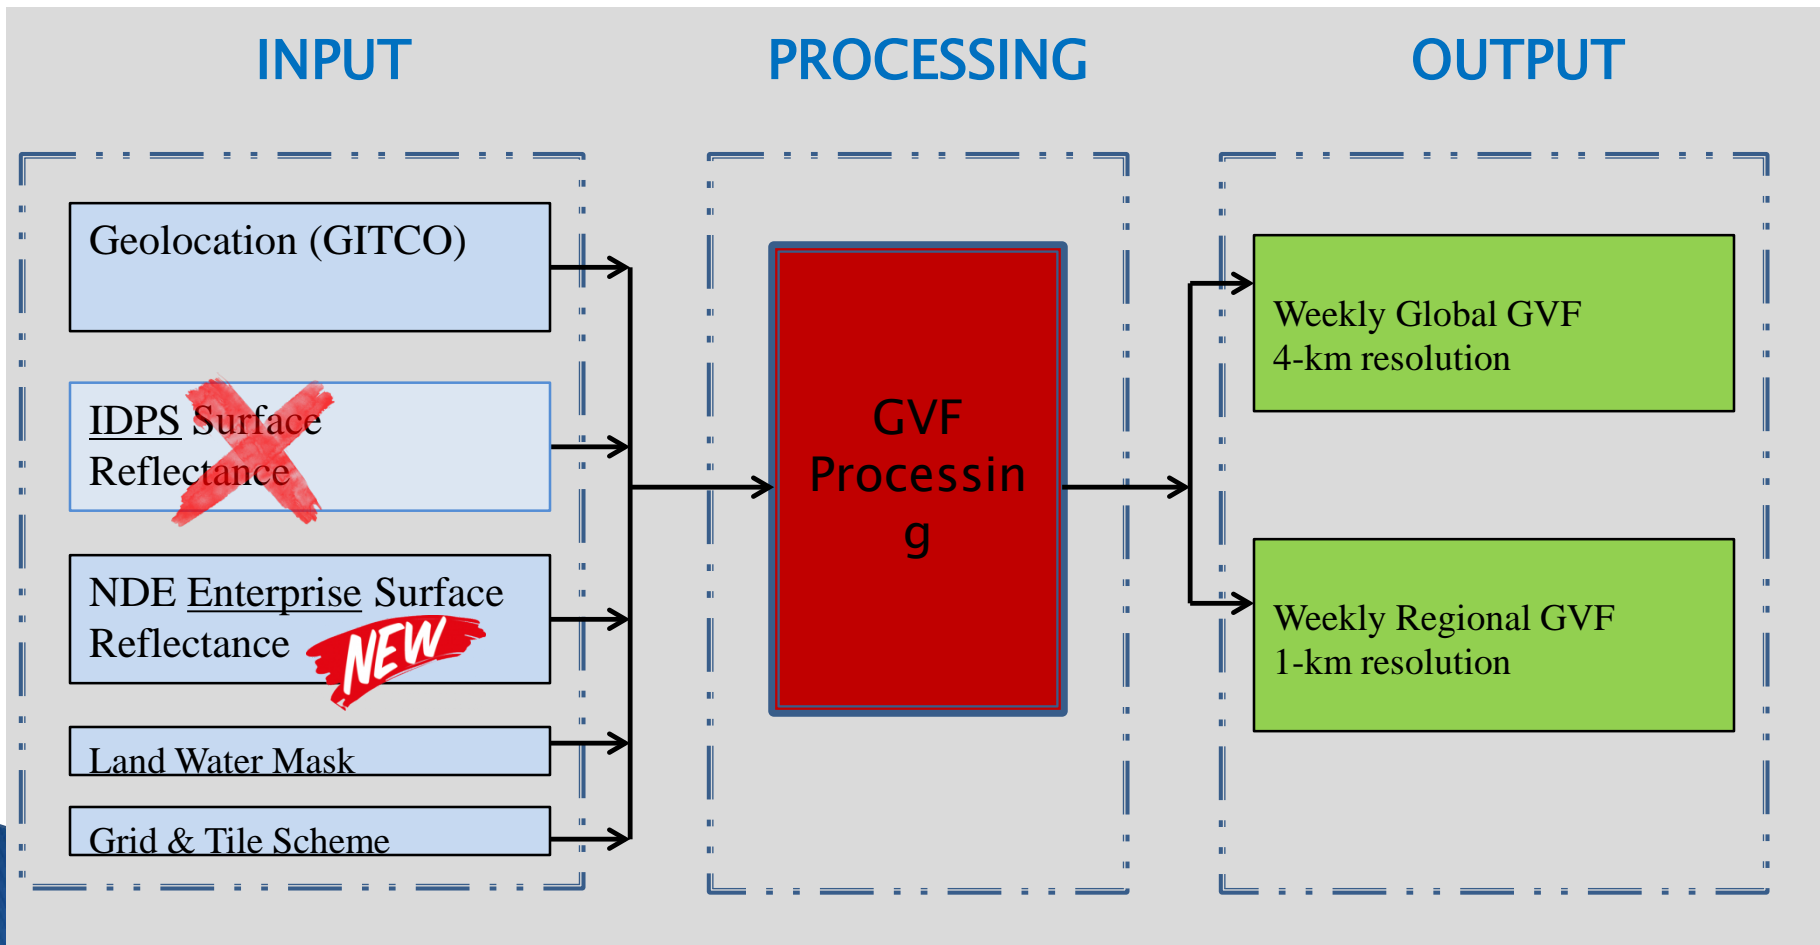 INPUT
PROCESSING
OUTPUT
Geolocation (GITCO)
IDPS Surface
Reflectance
NDE Enterprise Surface
Reflectance
NEW
Land Water Mask
Grid & Tile Scheme
GVF
Processin
g
Weekly Global GVF
4-km resolution
Weekly Regional GVF
1-km resolution